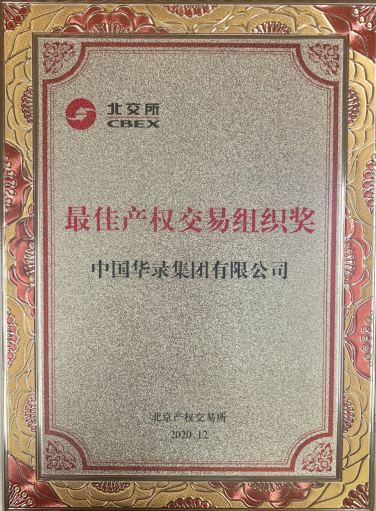 北交所
CBEX
最佳产权交易组织奖
中国华录集团有限公司
北京产权交易所
2020.12